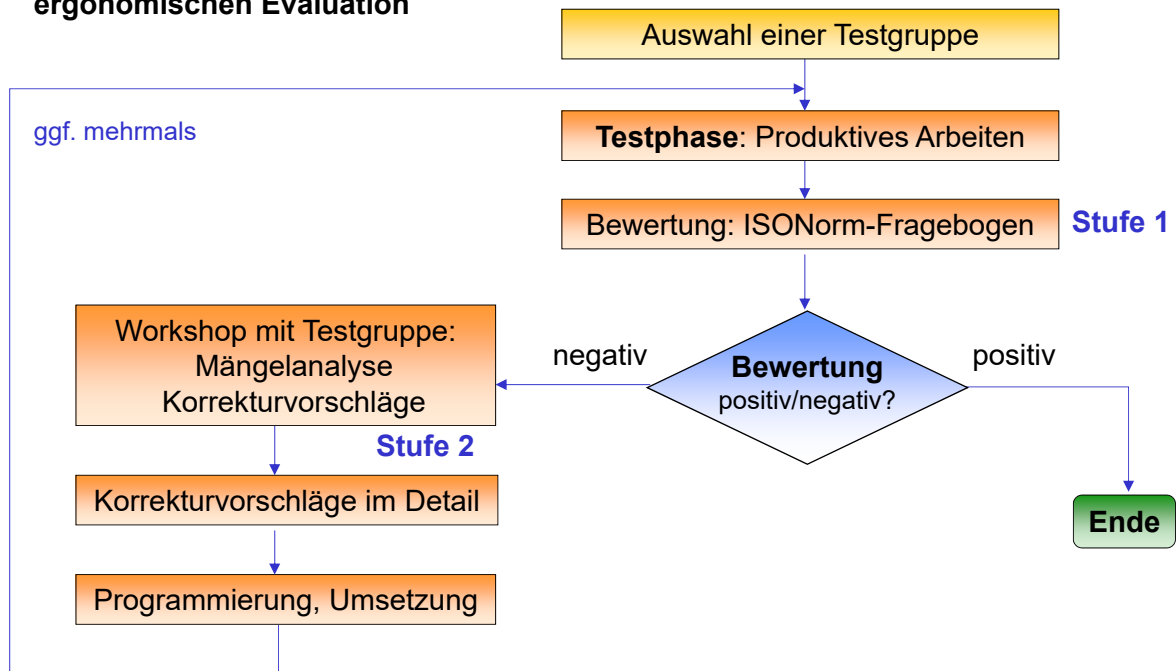 ergonomischen Evaluation
Auswahl einer Testgruppe
ggf. mehrmals
Testphase: Produktives Arbeiten
Bewertung: ISONorm-Fragebogen
Stufe 1
Workshop mit Testgruppe:
Mängelanalyse
Korrekturvorschläge
negativ
Bewertung
positiv/negativ?
positiv
Stufe 2
Korrekturvorschläge im Detail
Ende
Programmierung, Umsetzung